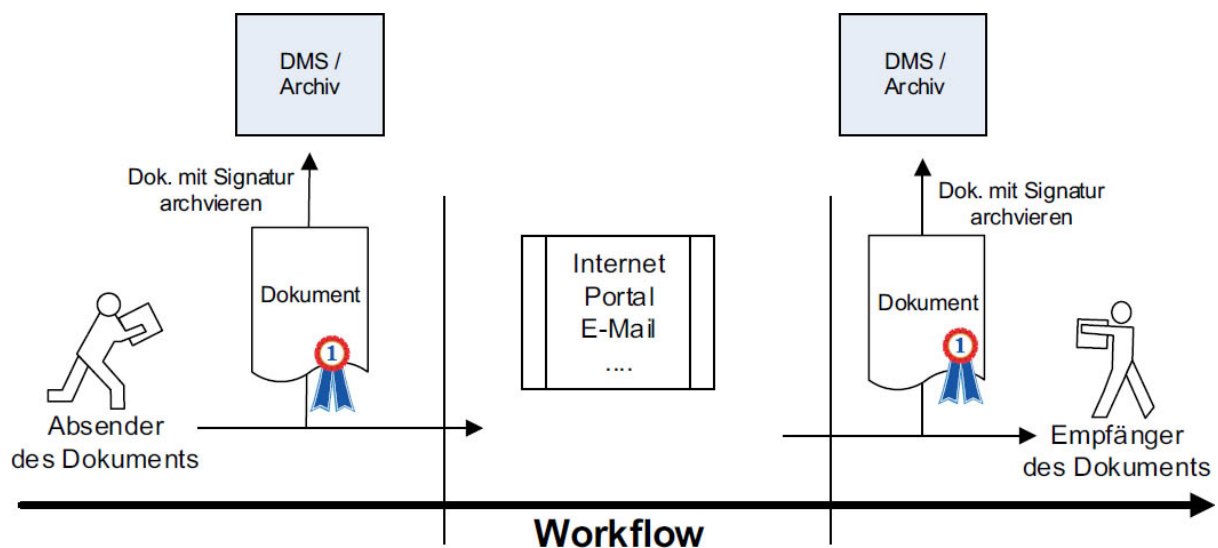 DMS /
Archiv
DMS /
Archiv
Dok. mit Signatur
archvieren
Dok. mit Signatur
archvieren
Dokument
1
Internet
Portal
E-Mail
....
Dokument
1
Absender
des Dokuments
Empfänger
des Dokuments
Workflow